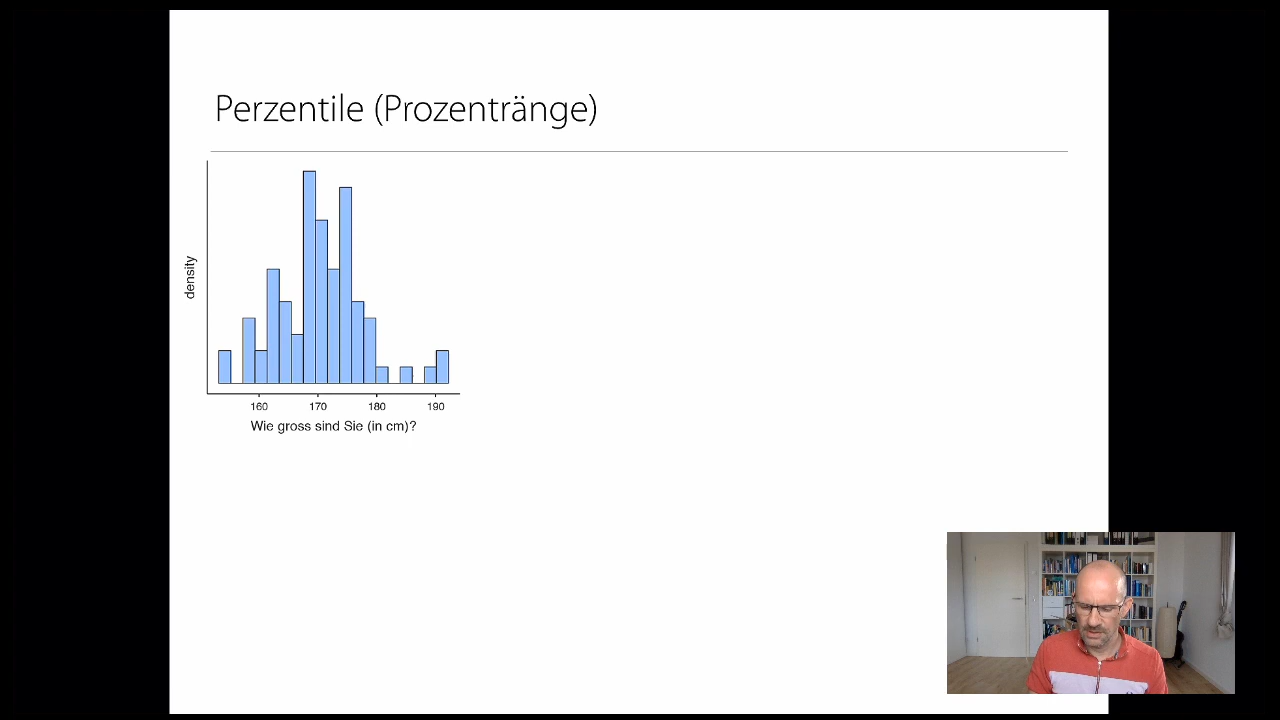 Perzentile (Prozentränge)
density
160 170 180 190
Wie gross sind Sie (in cm)?